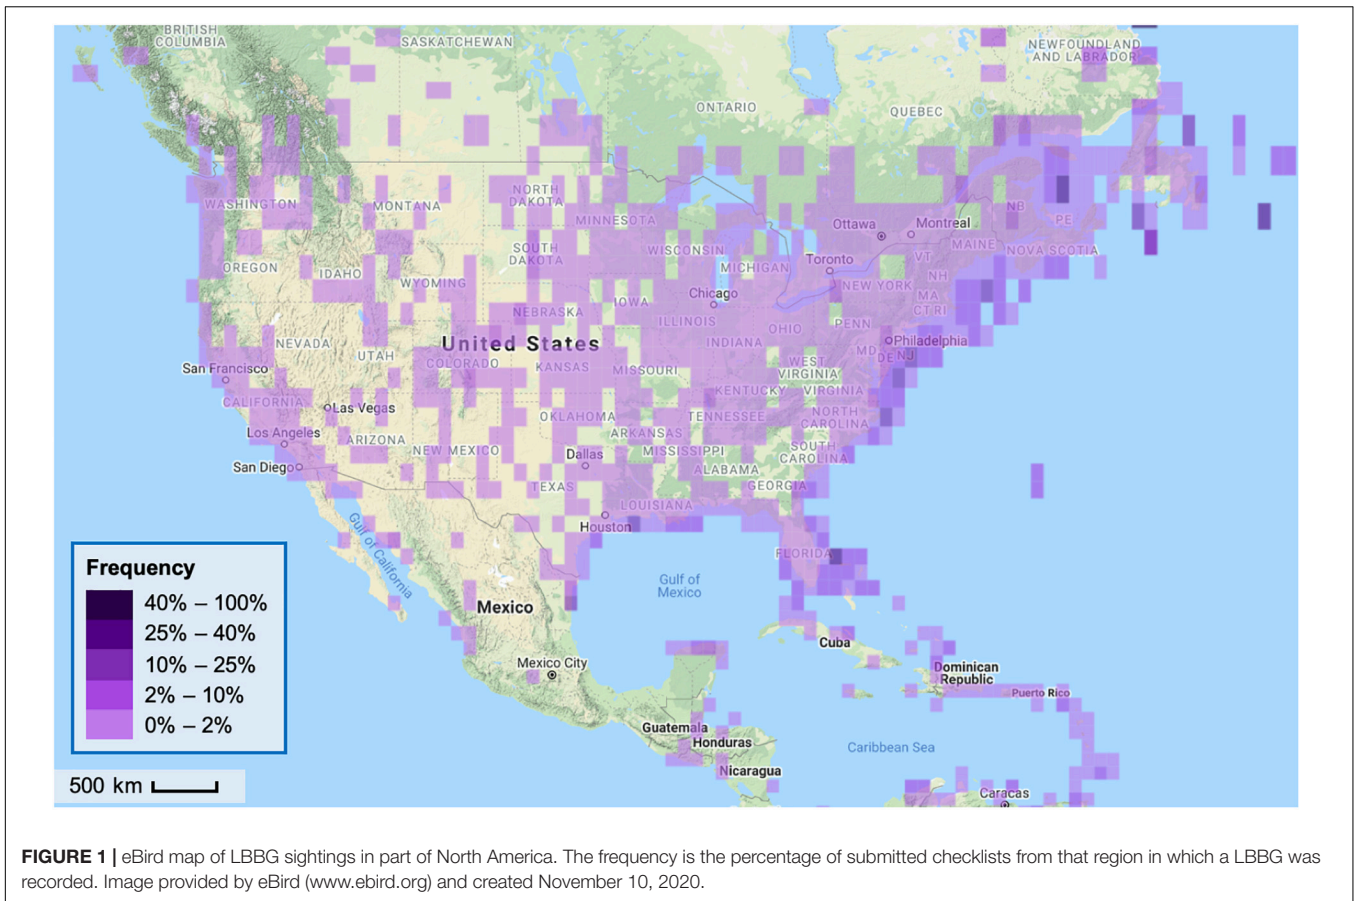 BRITISH
COLUMBIA
SASKATCHEWAN
NEWFOUNDLAND
AND LABRADOR
ONTARIO
QUEBEC
WASHINGTON
MONTANA
NORTH
DAKOTA
MINNESOTA
Ottawa
Montreal
NB
PE
OREGON
IDAHO
SOUTH
DAKOTA
WISCONSIN
MICHIGAN
Toronto
MAINE
NOVA SCOTIA
VT
NH
WYOMING
IOWA
Chicago
NEW YORK
MA
CT RI
NEBRASKA
ILLINOIS
OHIO
PENN
NEVADA
UTAH
United States
INDIANA
Philadelphia
MD
DE
NJ
San Francisco
COLORADO
KANSAS
MISSOURI
WEST
VIRGINIA
KENTUCKY
VIRGINIA
CALIFORNIA
Las Vegas
OKLAHOMA
TENNESSEE
NORTH
CAROLINA
Los Angeles
ARIZONA
NEW MEXICO
ARKANSAS
MISSISSIPPI
SOUTH
CAROLINA
San Diego
Dallas
ALABAMA
TEXAS
GEORGIA
LOUISIANA
Houston
Gulf of California
FLORIDA
Gulf of
Mexico
Mexico
Cuba
Mexico City
Dominican
Republic
Puerto Rico
Guatemala
Honduras
Caribbean Sea
Nicaragua
Caracas
Frequency
40% – 100%
25% – 40%
10% – 25%
2% – 10%
0% – 2%
500 km
FIGURE 1 | eBird map of LBBG sightings in part of North America. The frequency is the percentage of submitted checklists from that region in which a LBBG was
recorded. Image provided by eBird (www.ebird.org) and created November 10, 2020.